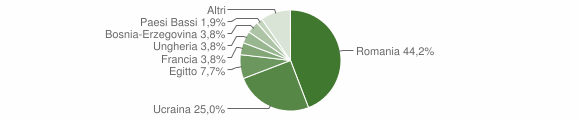 Altri
Paesi Bassi 1,9%
Bosnia-Erzegovina 3,8%
Ungheria 3,8%
Francia 3,8%
Egitto 7,7%
Ucraina 25,0%
Romania 44,2%